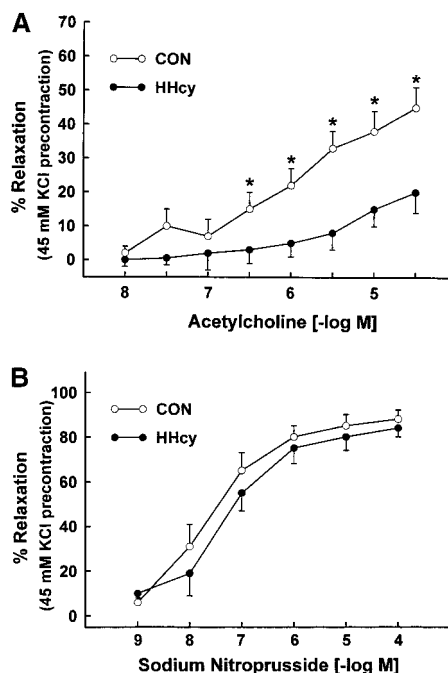 A
70
60
50
40
30
20
10
0
% Relaxation
(45 mM KCl precontraction)
CON
HHcy
*
*
*
*
*
8
7
6
5
Acetylcholine [-log M]
B
100
80
60
40
20
0
% Relaxation
(45 mM KCl precontraction)
CON
HHcy
9
8
7
6
5
4
Sodium Nitroprusside [-log M]